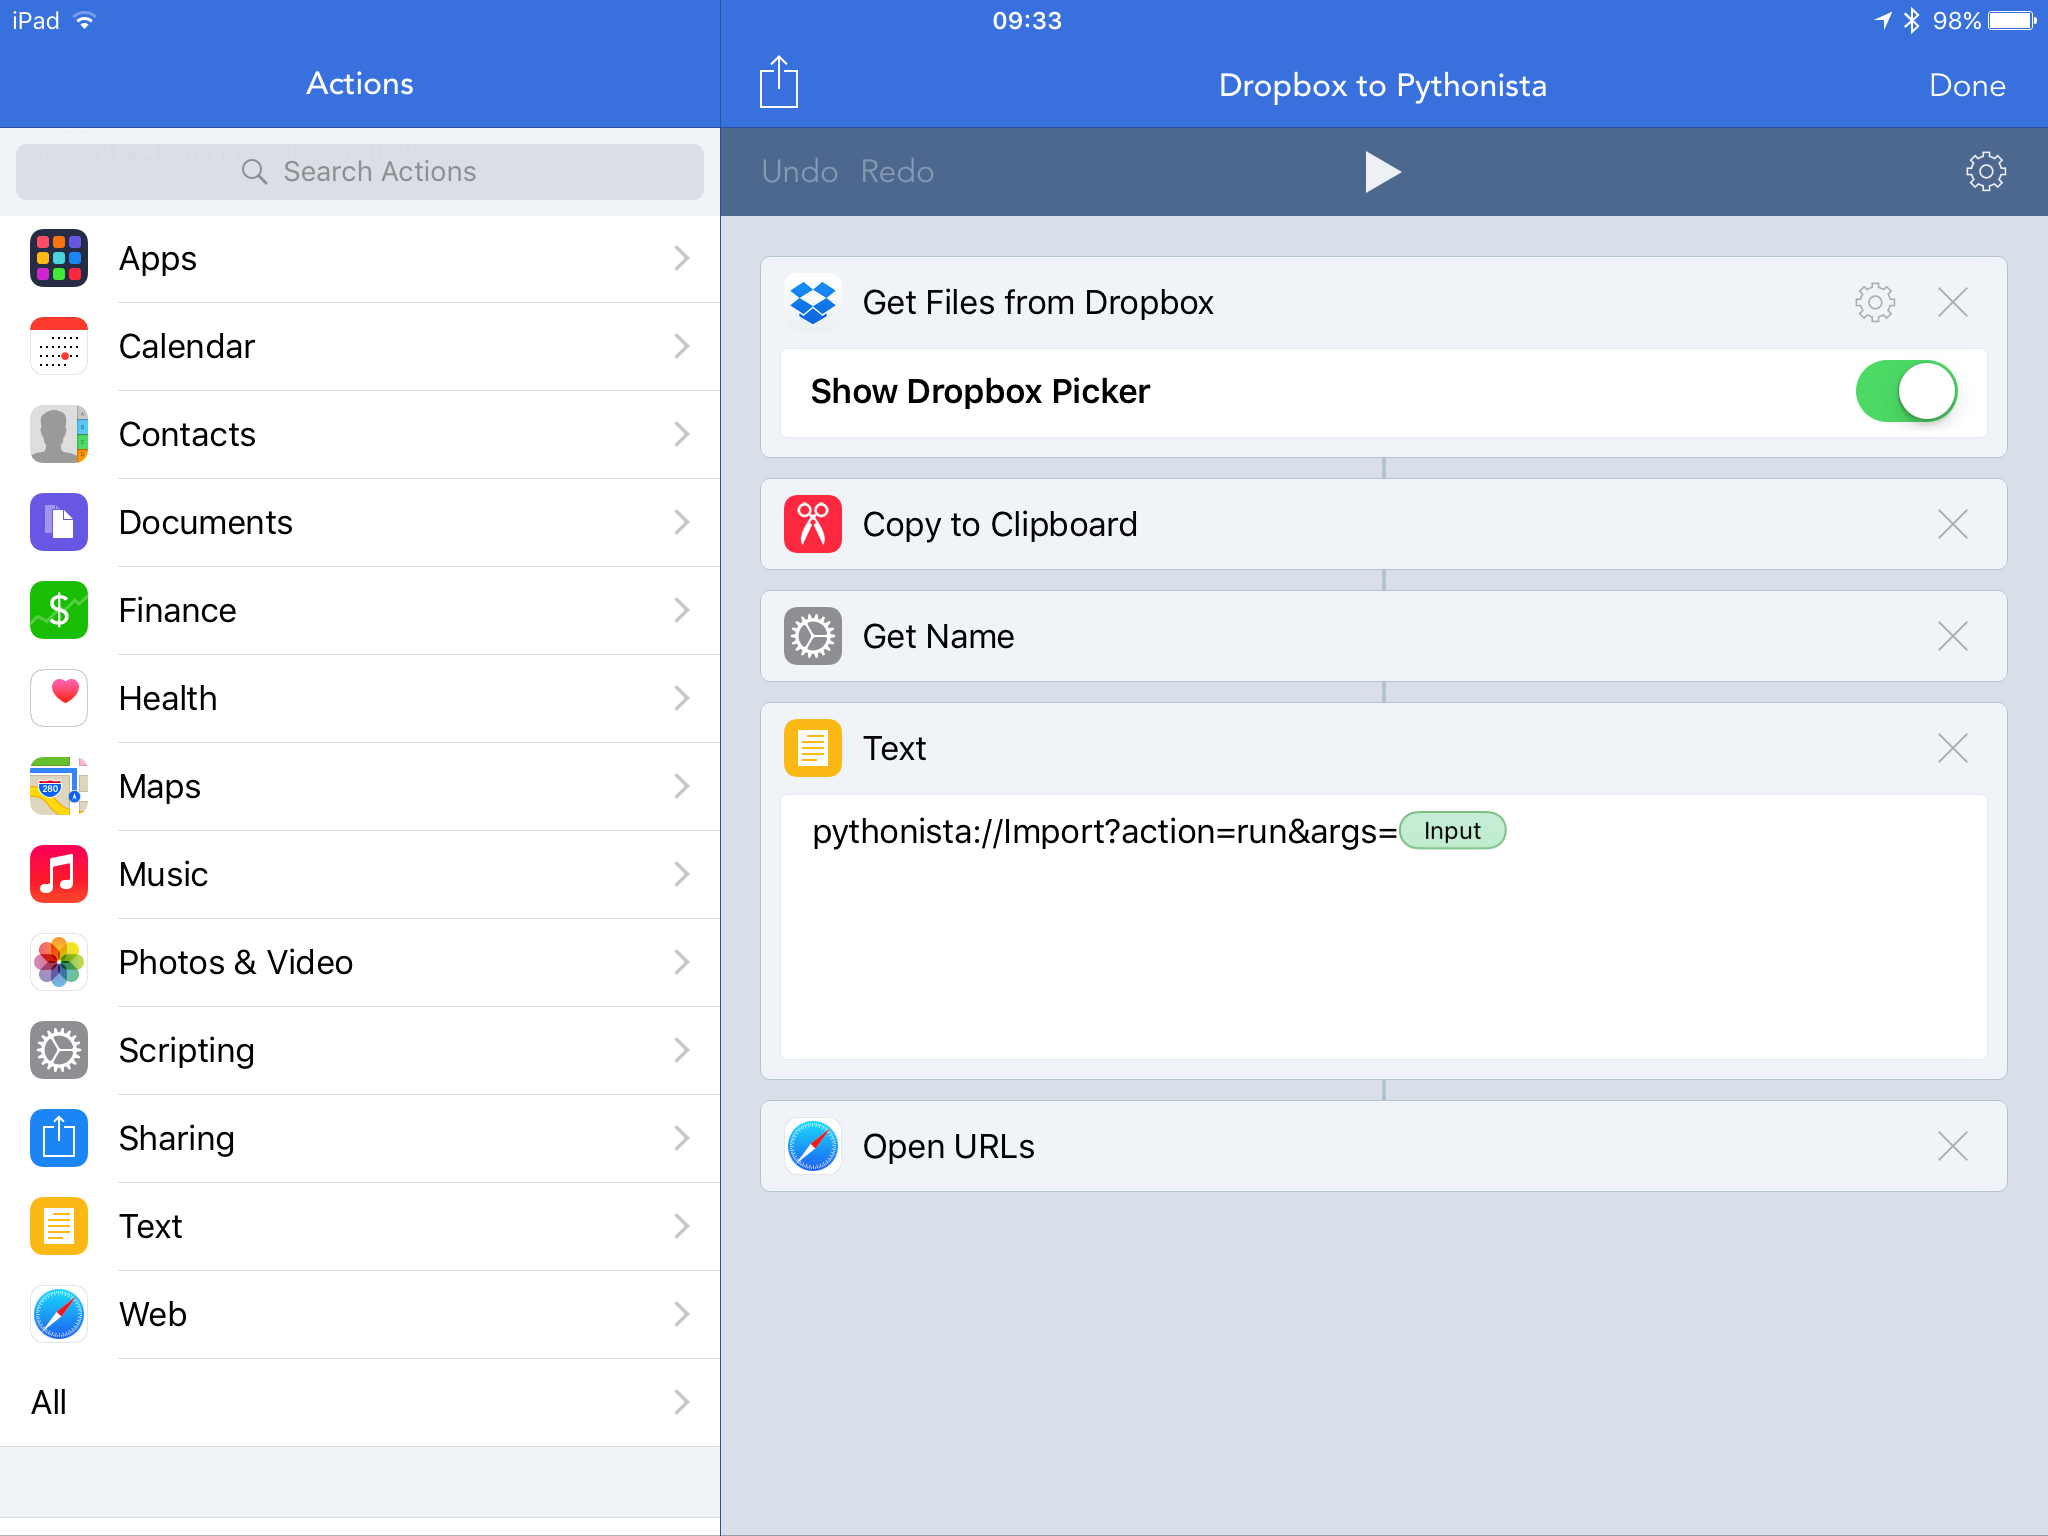 iPad 09:33 98%
Actions
Dropbox to Pythonista Done
Search Actions
Undo Redo
Apps
Calendar
Contacts
Documents
Finance
Health
280
Maps
Music
Photos & Video
Scripting
Sharing
Text
Web
All
Get Files from Dropbox
Show Dropbox Picker
Copy to Clipboard
Get Name
Text
pythonista://Import?action=run&args= Input
Open URLs